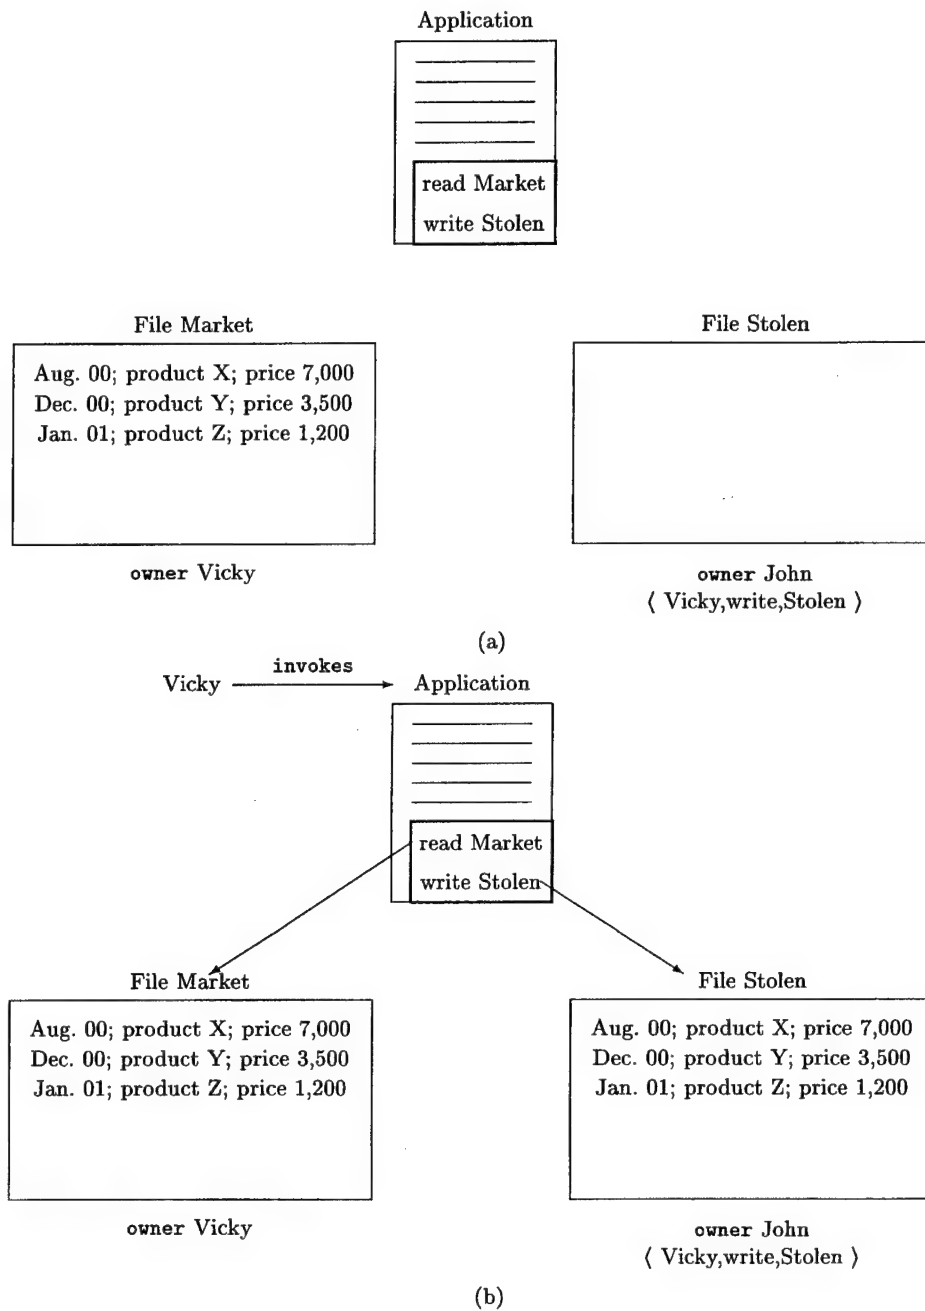 Application
read Market
write Stolen
File Market
Aug. 00; product X; price 7,000
Dec. 00; product Y; price 3,500
Jan. 01; product Z; price 1,200
owner Vicky
File Stolen
owner John
⟨ Vicky,write,Stolen ⟩
(a)
Vicky
invokes
Application
read Market
write Stolen
File Market
Aug. 00; product X; price 7,000
Dec. 00; product Y; price 3,500
Jan. 01; product Z; price 1,200
owner Vicky
File Stolen
Aug. 00; product X; price 7,000
Dec. 00; product Y; price 3,500
Jan. 01; product Z; price 1,200
owner John
⟨ Vicky,write,Stolen ⟩
(b)